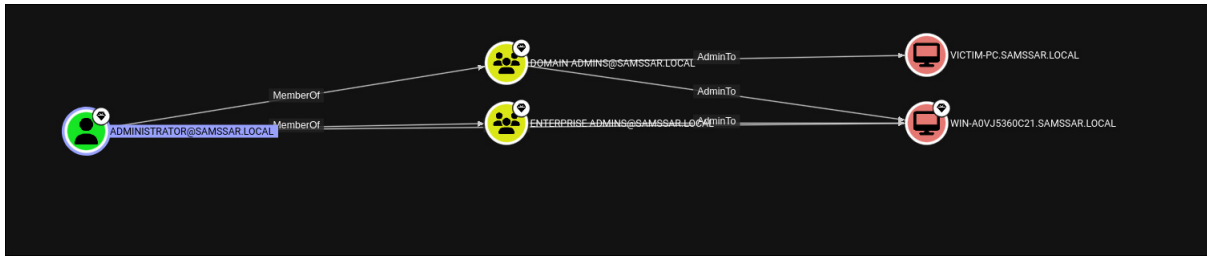 DOMAIN ADMINS@SAMSSAR.LOCAL
AdminTo
VICTIM-PC.SAMSSAR.LOCAL
MemberOf
AdminTo
ADMINISTRATOR@SAMSSAR.LOCAL
MemberOf
ENTERPRISE ADMINS@SAMSSAR.LOCAL
AdminTo
WIN-A0VJ5360C21.SAMSSAR.LOCAL